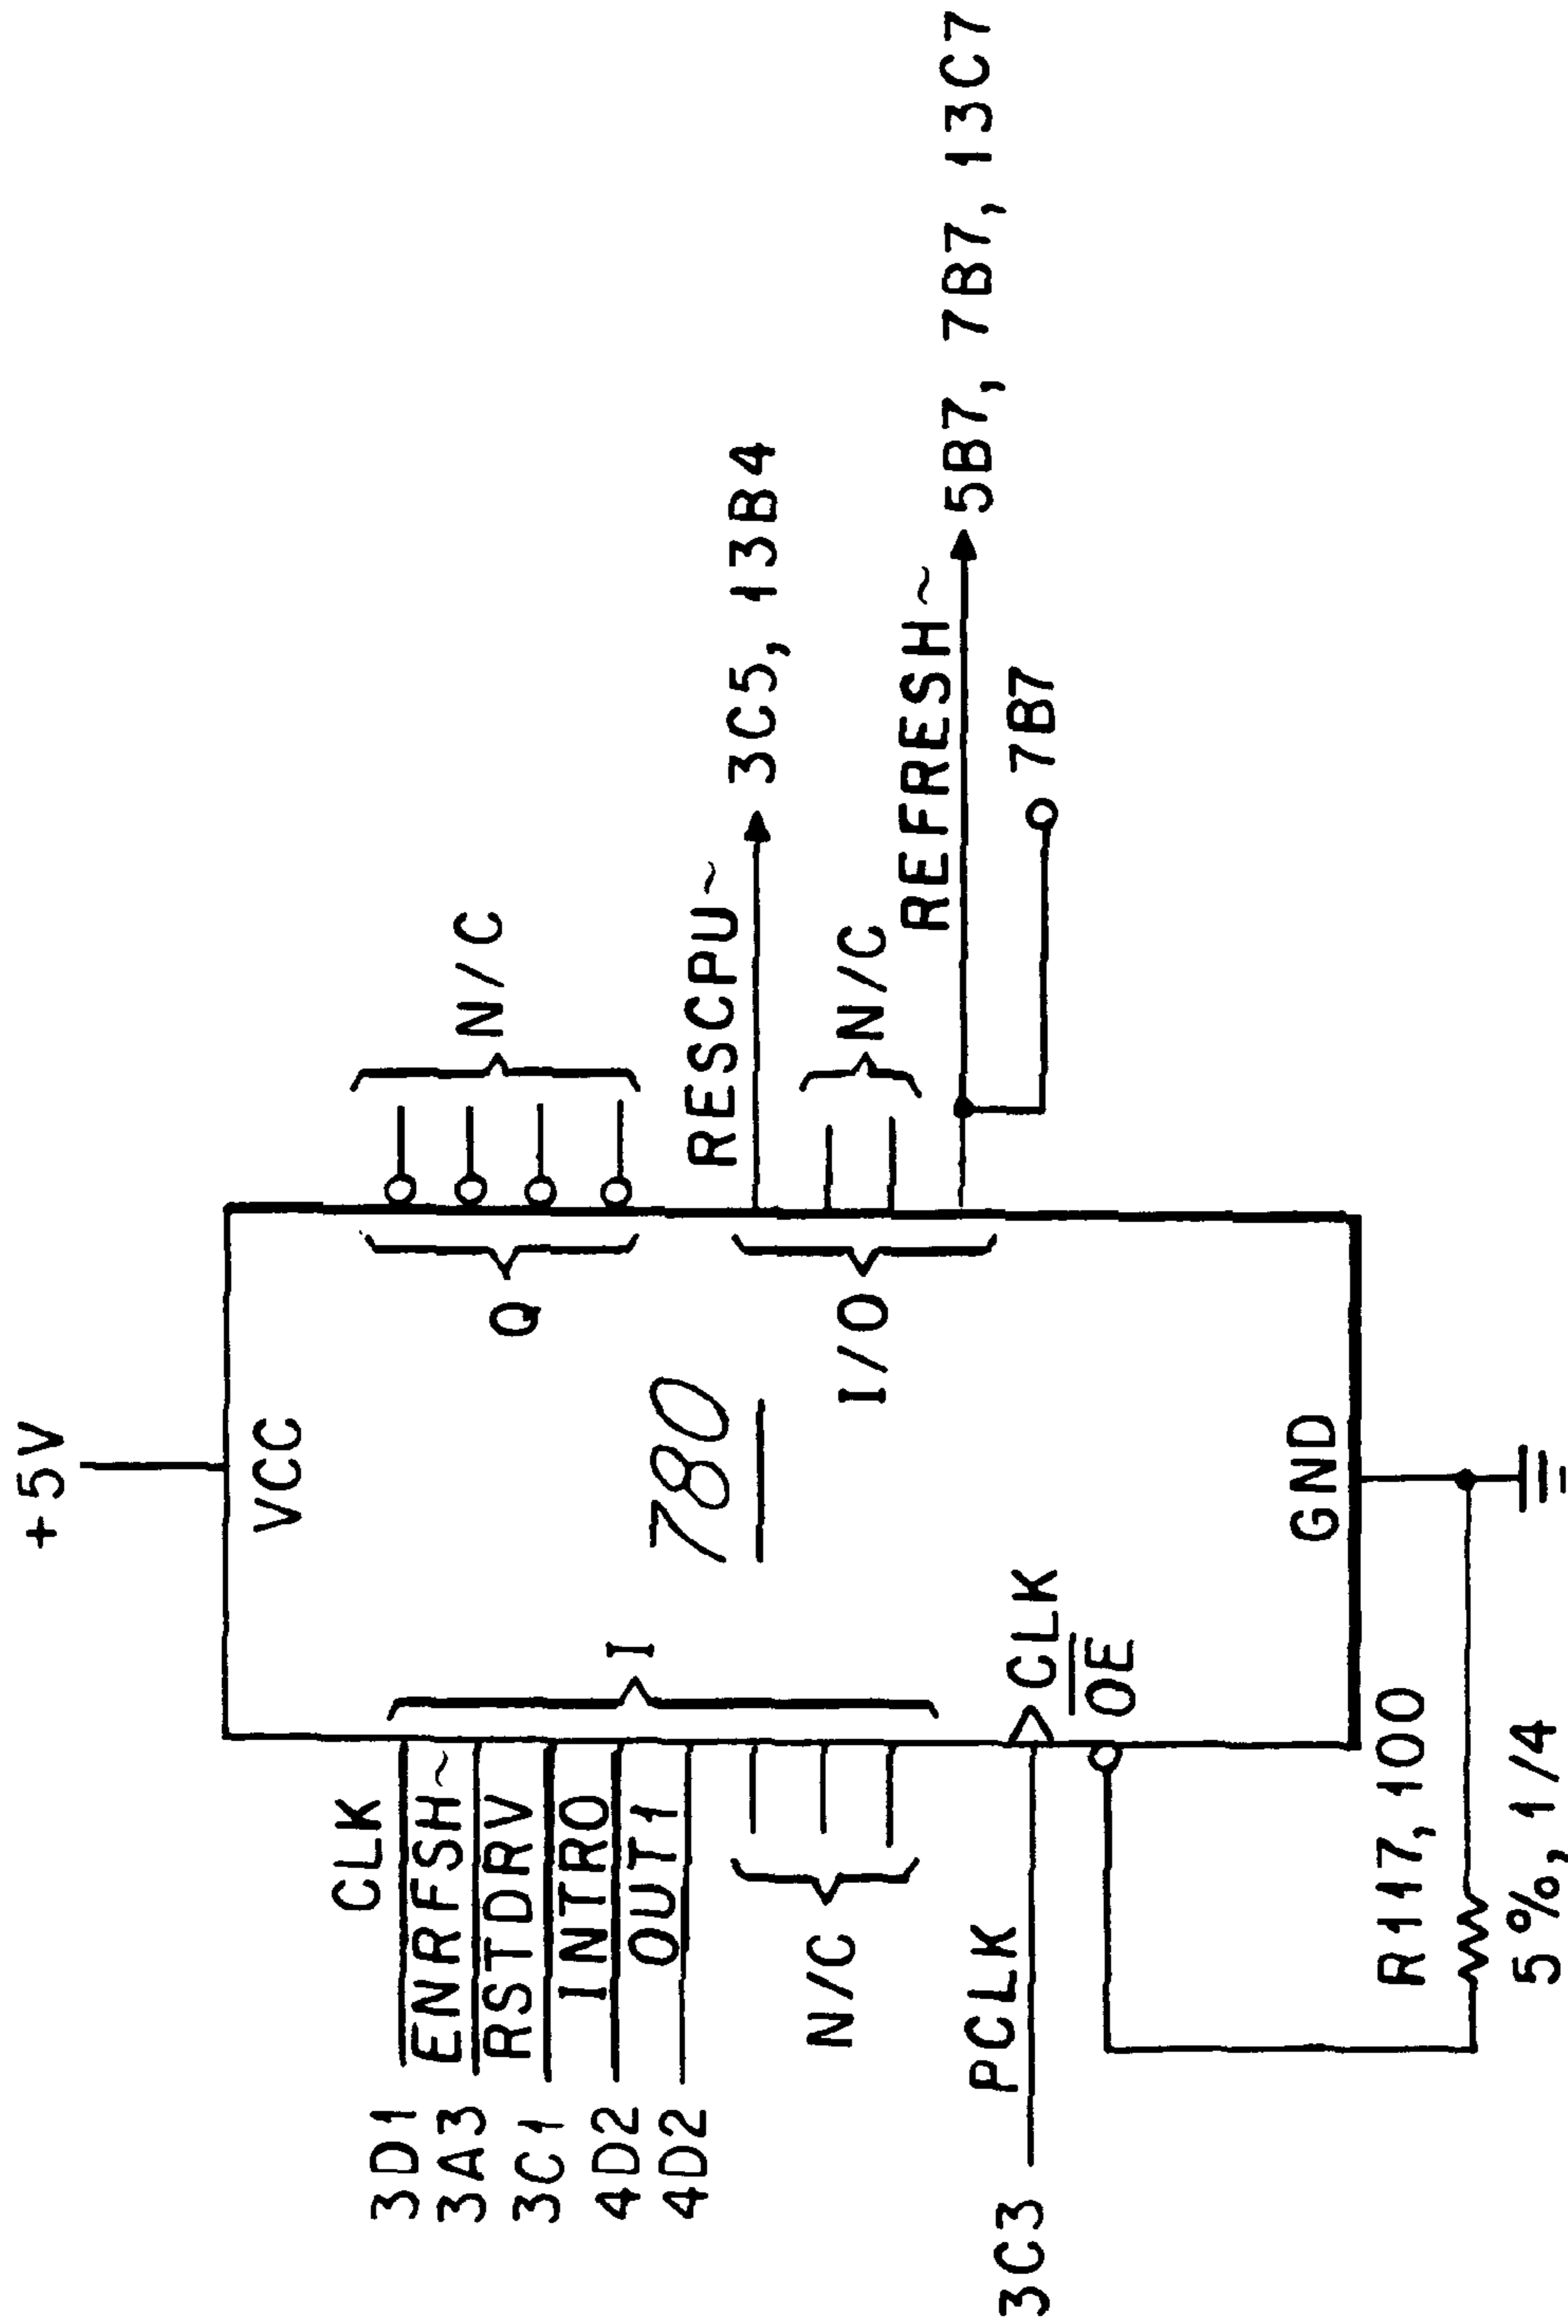 +5V
VCC
3D1 CLK
3A3 ENRFSH~
3C1 RSTDRV
4D2 INTRO
4D2 OUT1
I
N/C
3C3 PCLK
CLK
OE
780
Q
N/C
RESCPU~
3C5, 13B4
I/O
N/C
REFRESH~
5B7, 7B7, 13C7
7B7
GND
R117, 100
5%, 1/4